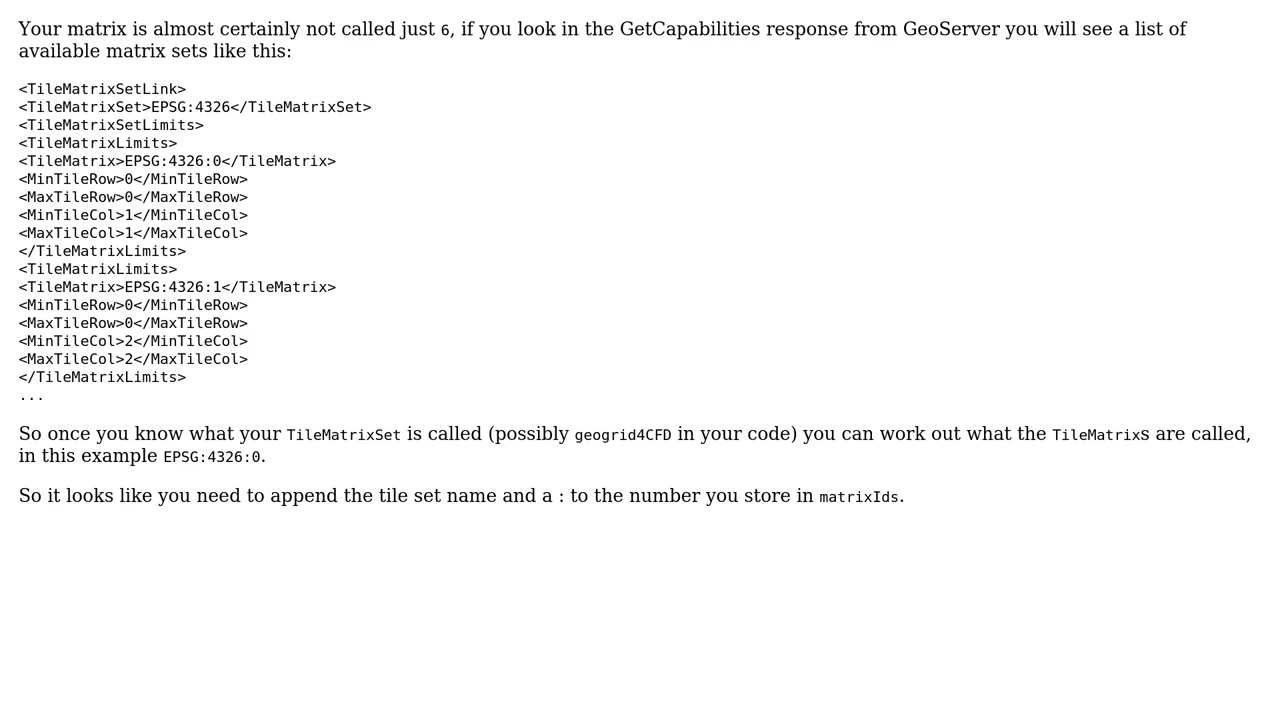 Your matrix is almost certainly not called just 6, if you look in the GetCapabilities response from GeoServer you will see a list of
available matrix sets like this:
<TileMatrixSetLink>
<TileMatrixSet>EPSG:4326</TileMatrixSet>
<TileMatrixSetLimits>
<TileMatrixLimits>
<TileMatrix>EPSG:4326:0</TileMatrix>
<MinTileRow>0</MinTileRow>
<MaxTileRow>0</MaxTileRow>
<MinTileCol>1</MinTileCol>
<MaxTileCol>1</MaxTileCol>
</TileMatrixLimits>
<TileMatrixLimits>
<TileMatrix>EPSG:4326:1</TileMatrix>
<MinTileRow>0</MinTileRow>
<MaxTileRow>0</MaxTileRow>
<MinTileCol>2</MinTileCol>
<MaxTileCol>2</MaxTileCol>
</TileMatrixLimits>
...
So once you know what your TileMatrixSet is called (possibly geogrid4CFD in your code) you can work out what the TileMatrixs are called,
in this example EPSG:4326:0.
So it looks like you need to append the tile set name and a : to the number you store in matrixIds.